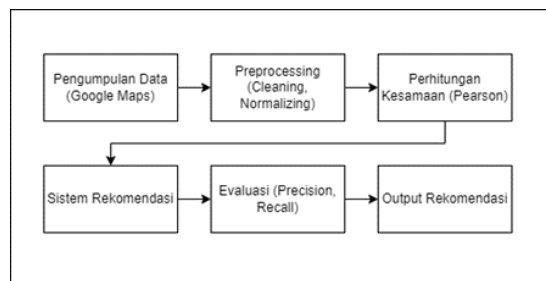 Pengumpulan Data
(Google Maps)
Preprocessing
(Cleaning,
Normalizing)
Perhitungan
Kesamaan (Pearson)
Sistem Rekomendasi
Evaluasi (Precision,
Recall)
Output Rekomendasi